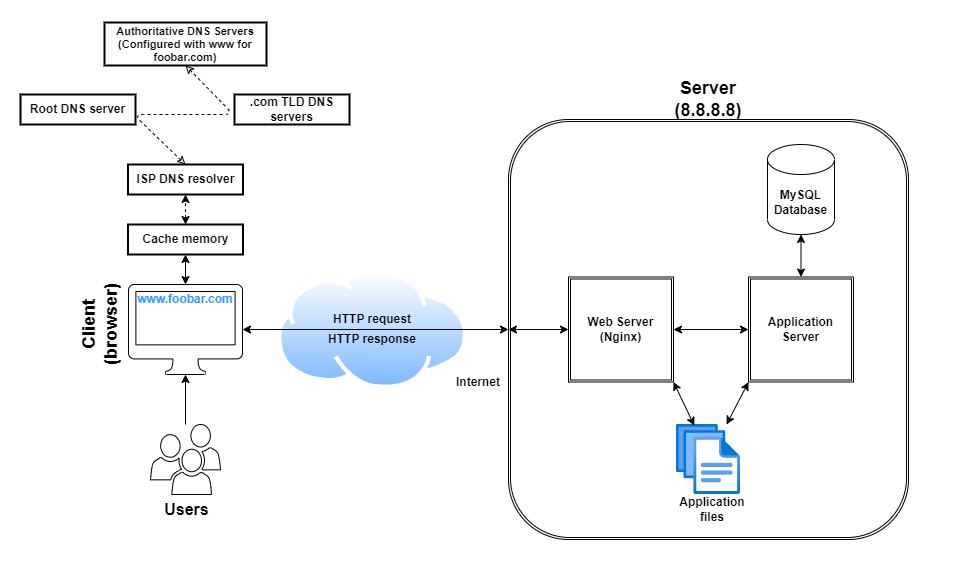 Authoritative DNS Servers
(Configured with www for
foobar.com)
Root DNS server
.com TLD DNS
servers
ISP DNS resolver
Cache memory
Client
(browser)
www.foobar.com
Users
HTTP request
HTTP response
Internet
Server
(8.8.8.8)
MySQL
Database
Web Server
(Nginx)
Application
Server
Application
files